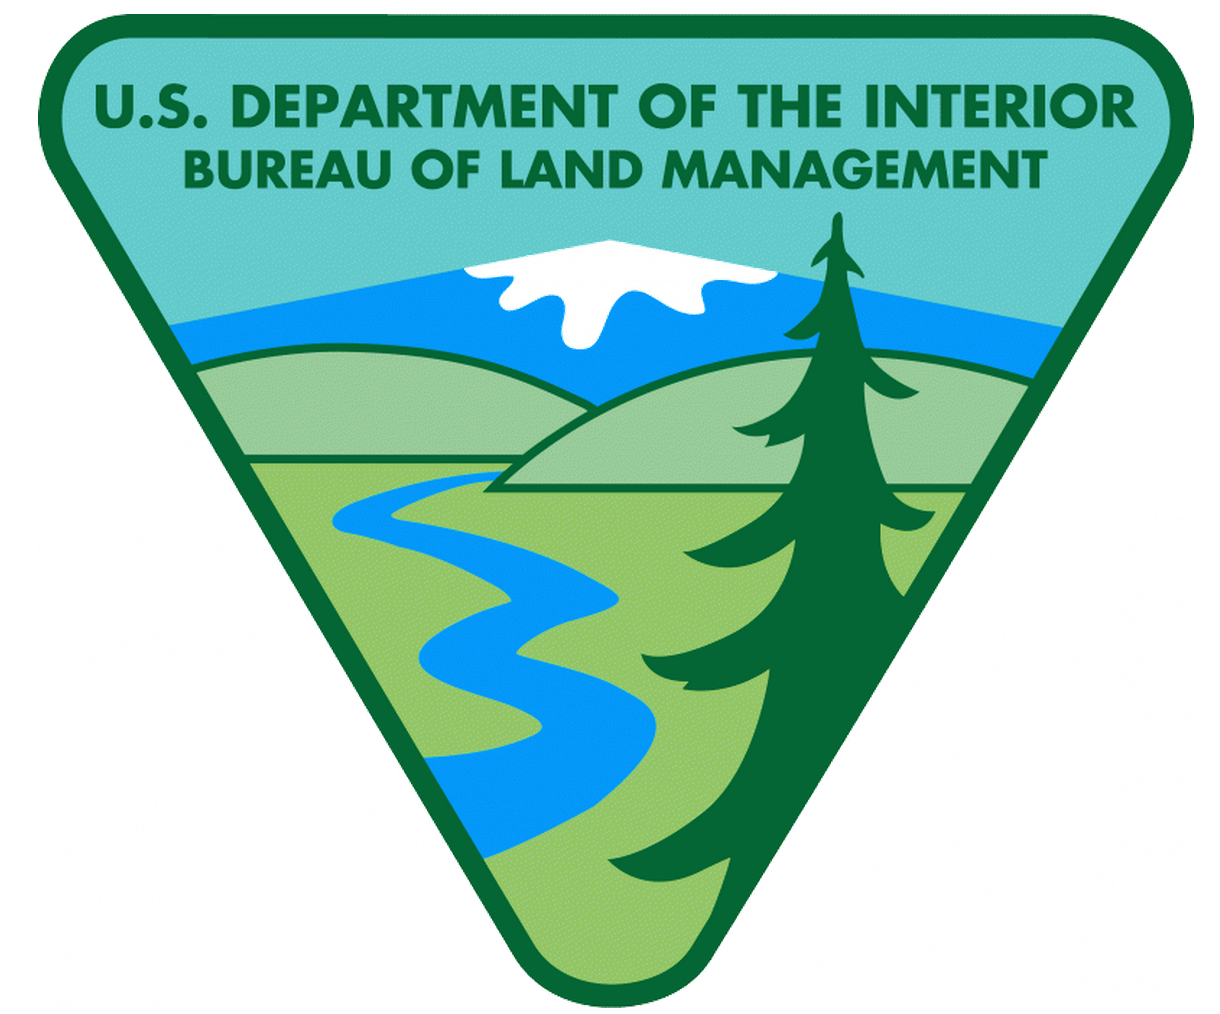 U.S. DEPARTMENT OF THE INTERIOR
BUREAU OF LAND MANAGEMENT